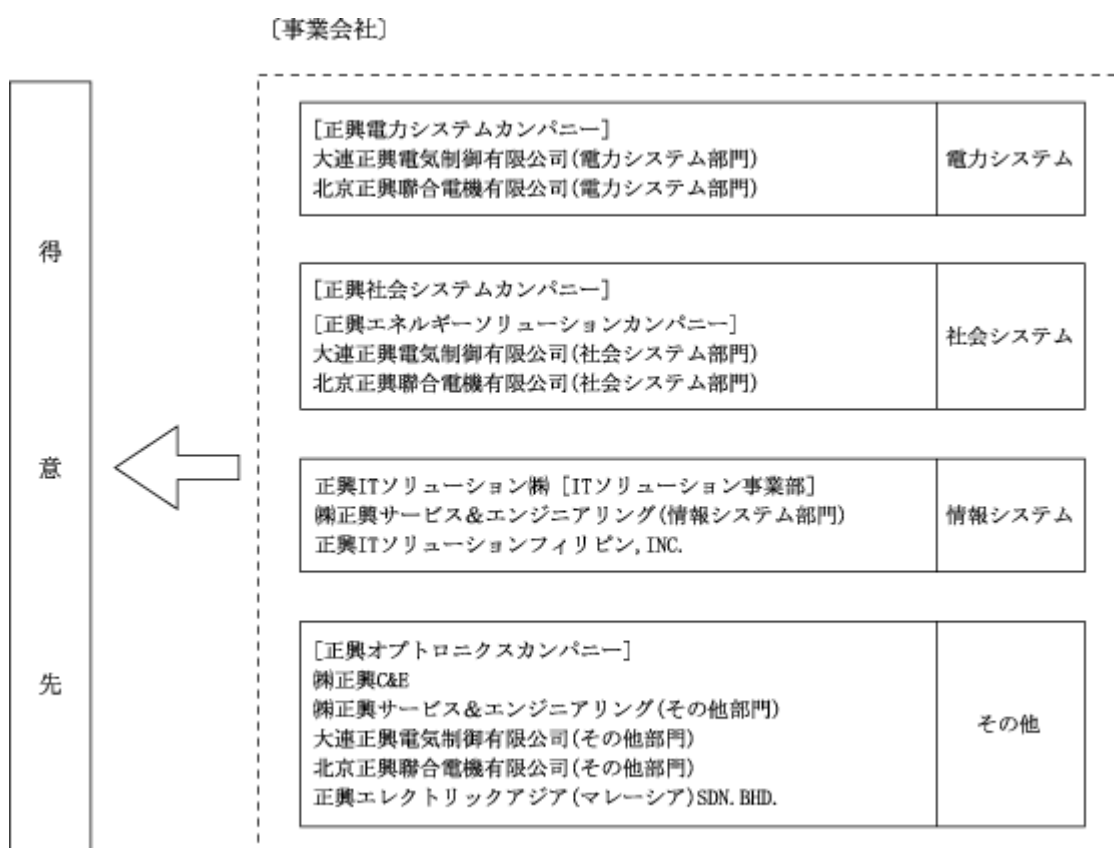 〔事業会社〕
得意先
[正興電力システムカンパニー]
大連正興電気制御有限公司(電力システム部門)
北京正興聯合電機有限公司(電力システム部門)
電力システム
[正興社会システムカンパニー]
[正興エネルギーソリューションカンパニー]
大連正興電気制御有限公司(社会システム部門)
北京正興聯合電機有限公司(社会システム部門)
社会システム
正興ITソリューション㈱ [ITソリューション事業部]
㈱正興サービス&エンジニアリング(情報システム部門)
正興ITソリューションフィリピン,INC.
情報システム
[正興オプトロニクスカンパニー]
㈱正興C&E
㈱正興サービス&エンジニアリング(その他部門)
大連正興電気制御有限公司(その他部門)
北京正興聯合電機有限公司(その他部門)
正興エレクトリックアジア(マレーシア)SDN.BHD.
その他